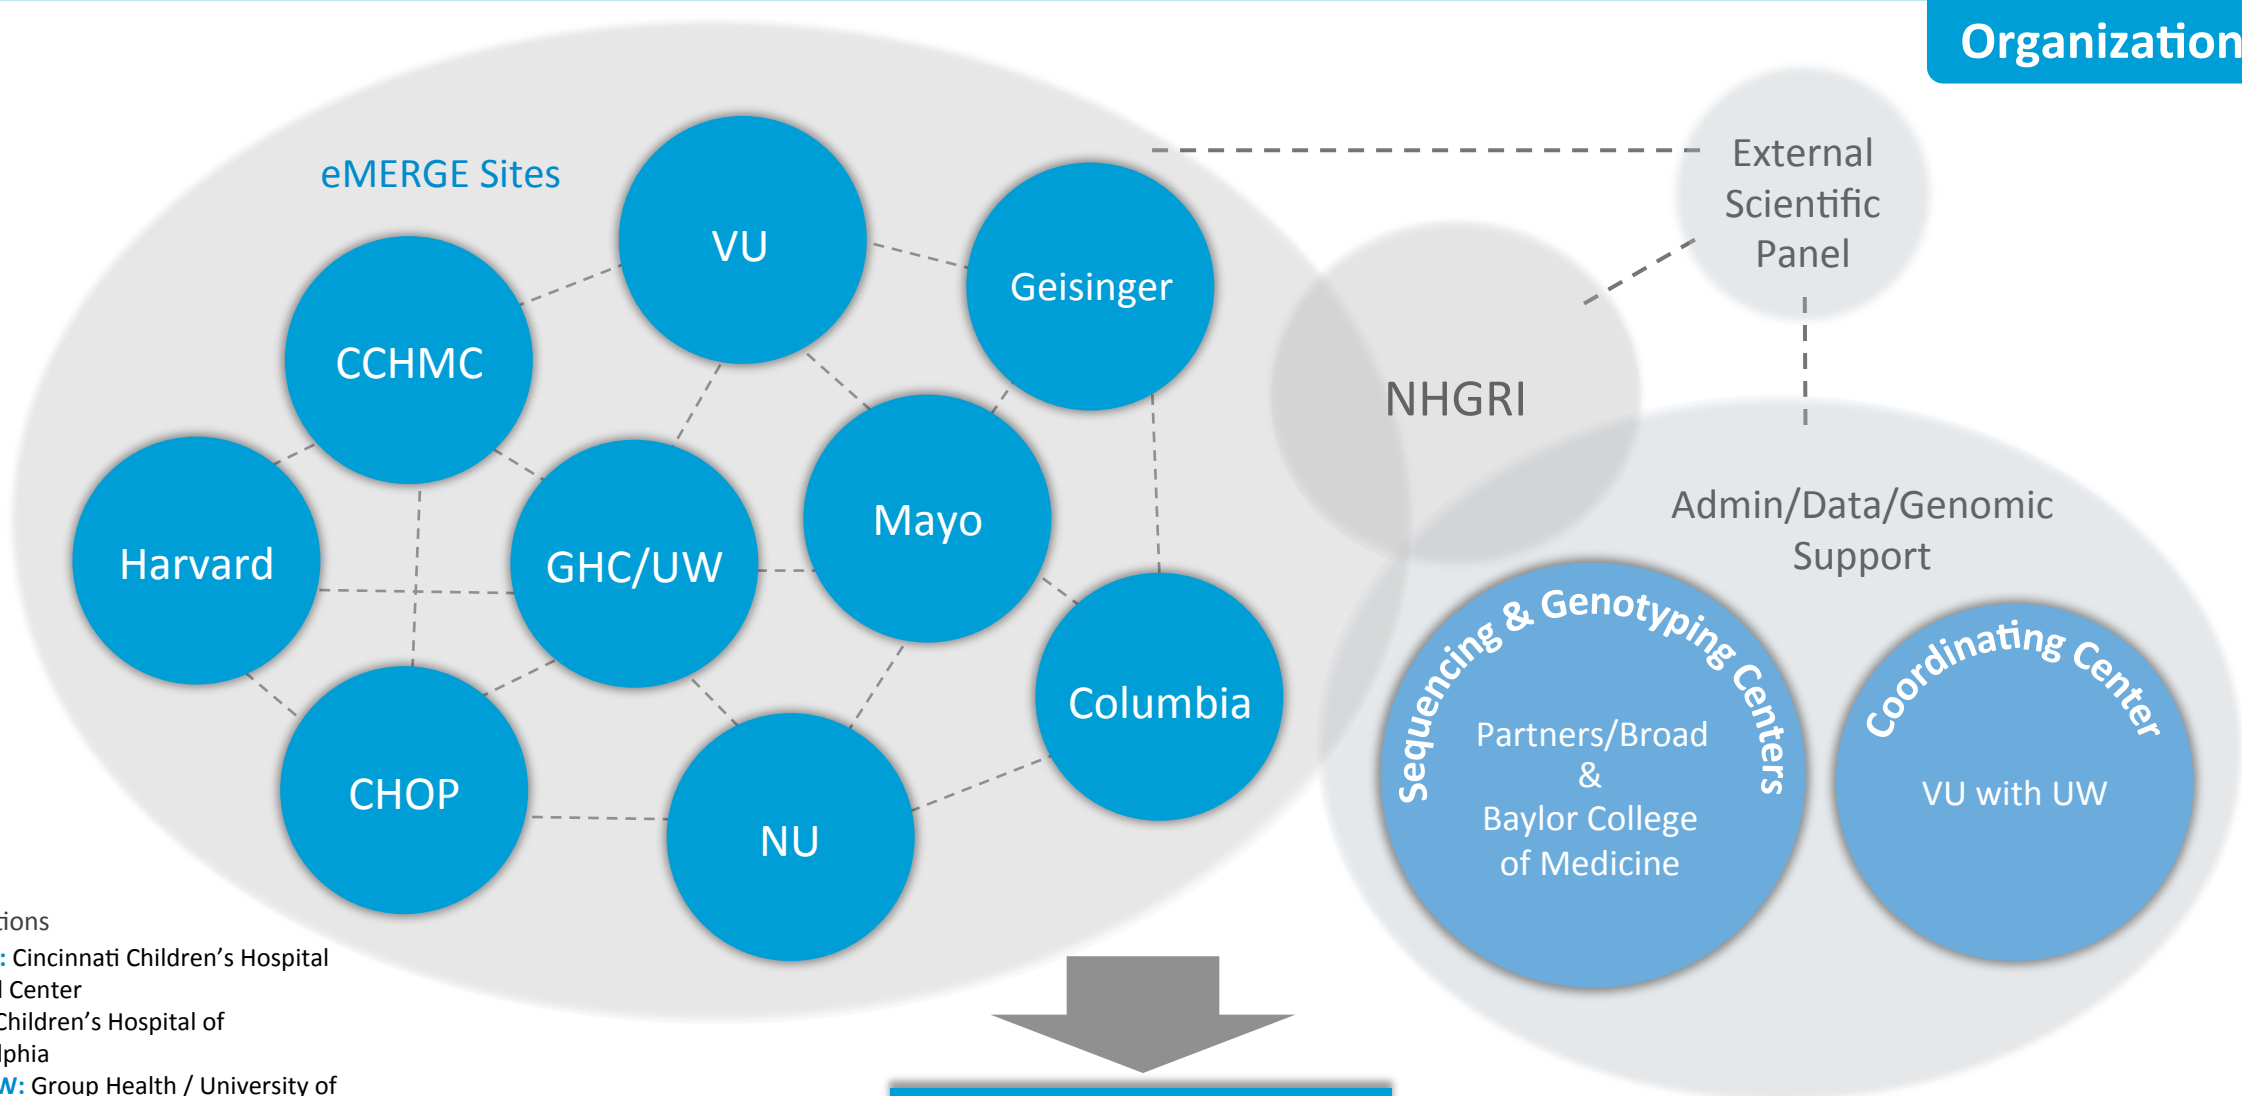 Organization
eMERGE Sites
VU
Geisinger
CCHMC
Harvard
GHC/UW
Mayo
Columbia
CHOP
NU
External
Scientific
Panel
NHGRI
Admin/Data/Genomic
Support
Sequencing & Genotyping Centers
Partners/Broad
&
Baylor College
of Medicine
Coordinating Center
VU with UW
tions
: Cincinnati Children's Hospital
l Center
Children's Hospital of
lphia
W: Group Health / University of